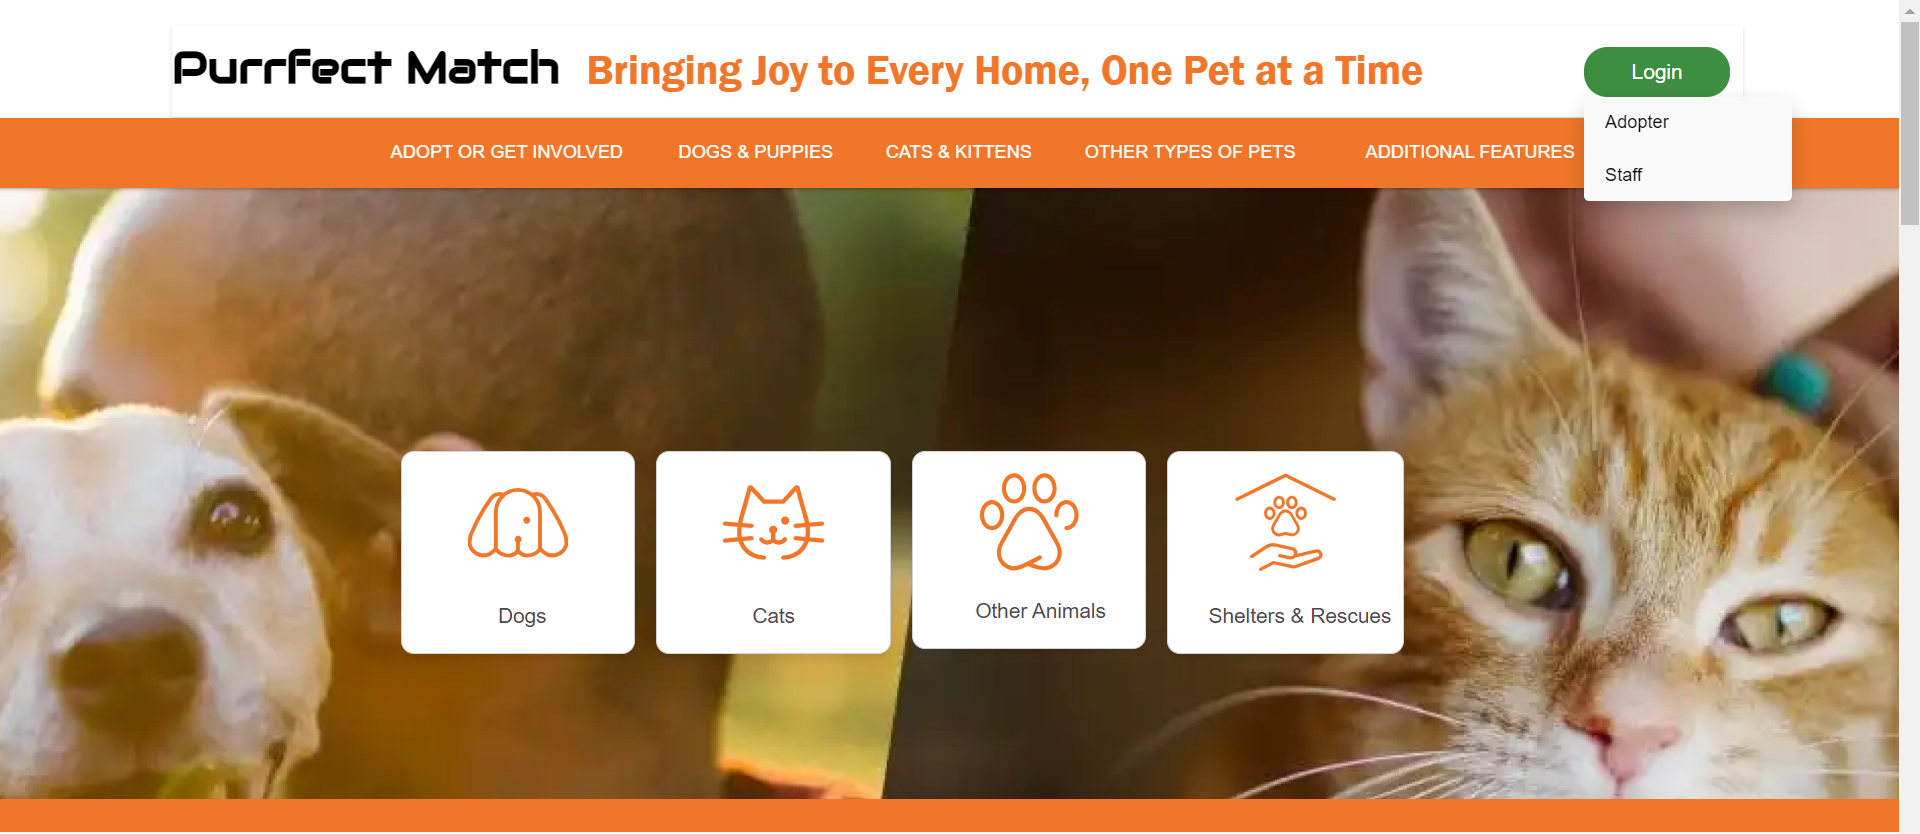 Purrfect Match
Bringing Joy to Every Home, One Pet at a Time
Login
Adopter
Staff
ADOPT OR GET INVOLVED
DOGS & PUPPIES
CATS & KITTENS
OTHER TYPES OF PETS
ADDITIONAL FEATURES
Dogs
Cats
Other Animals
Shelters & Rescues